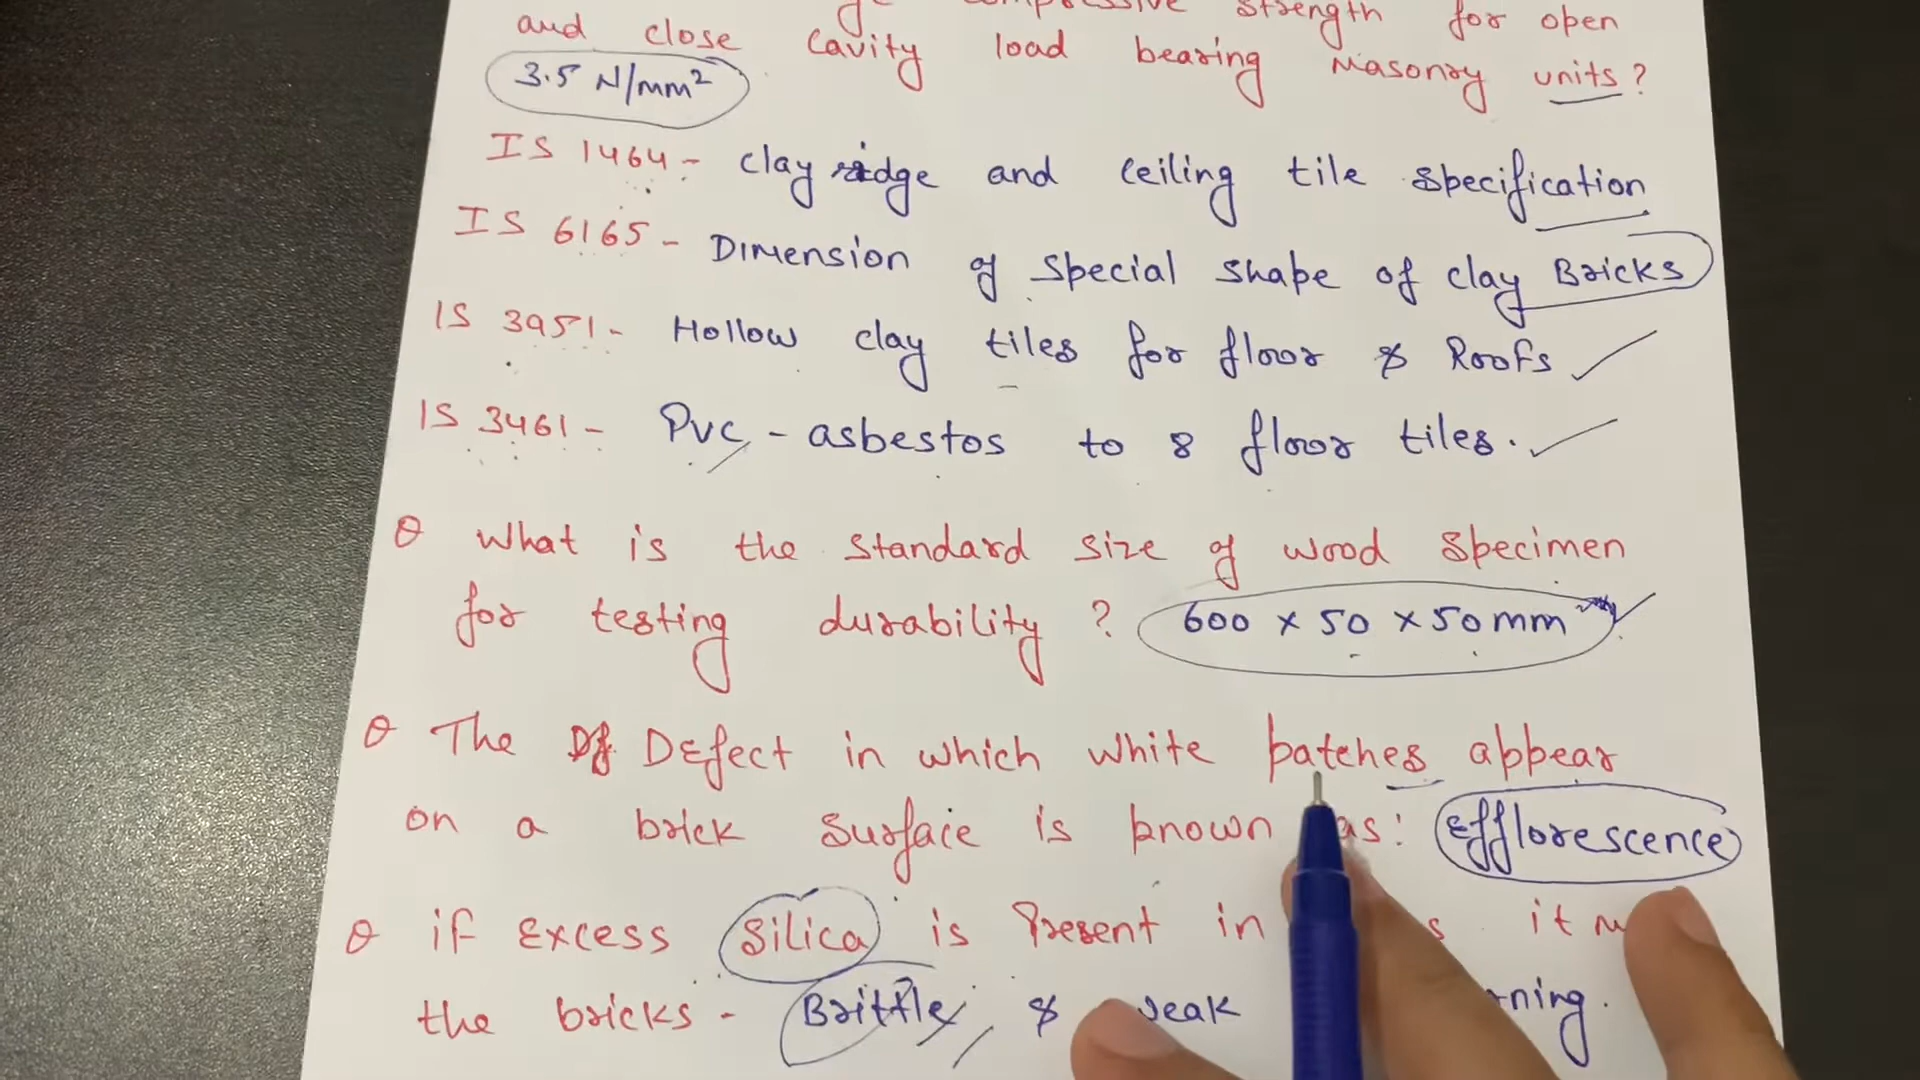 compressive strength for open
and close cavity load bearing masonry units?
3.5 N/mm²
IS 1464 - clay ridge and ceiling tile specification
IS 6165 - Dimension of special shape of clay Bricks
IS 3951 - Hollow clay tiles for floor & Roofs
IS 3461 - PVC - asbestos to 8 floor tiles.
θ What is the standard size of wood specimen
for testing durability? 600 x 50 x 50 mm
θ The Defect in which white patches appear
on a brick surface is known as: Efflorescence
θ if Excess Silica is Present in it
the bricks - Brittle & weak